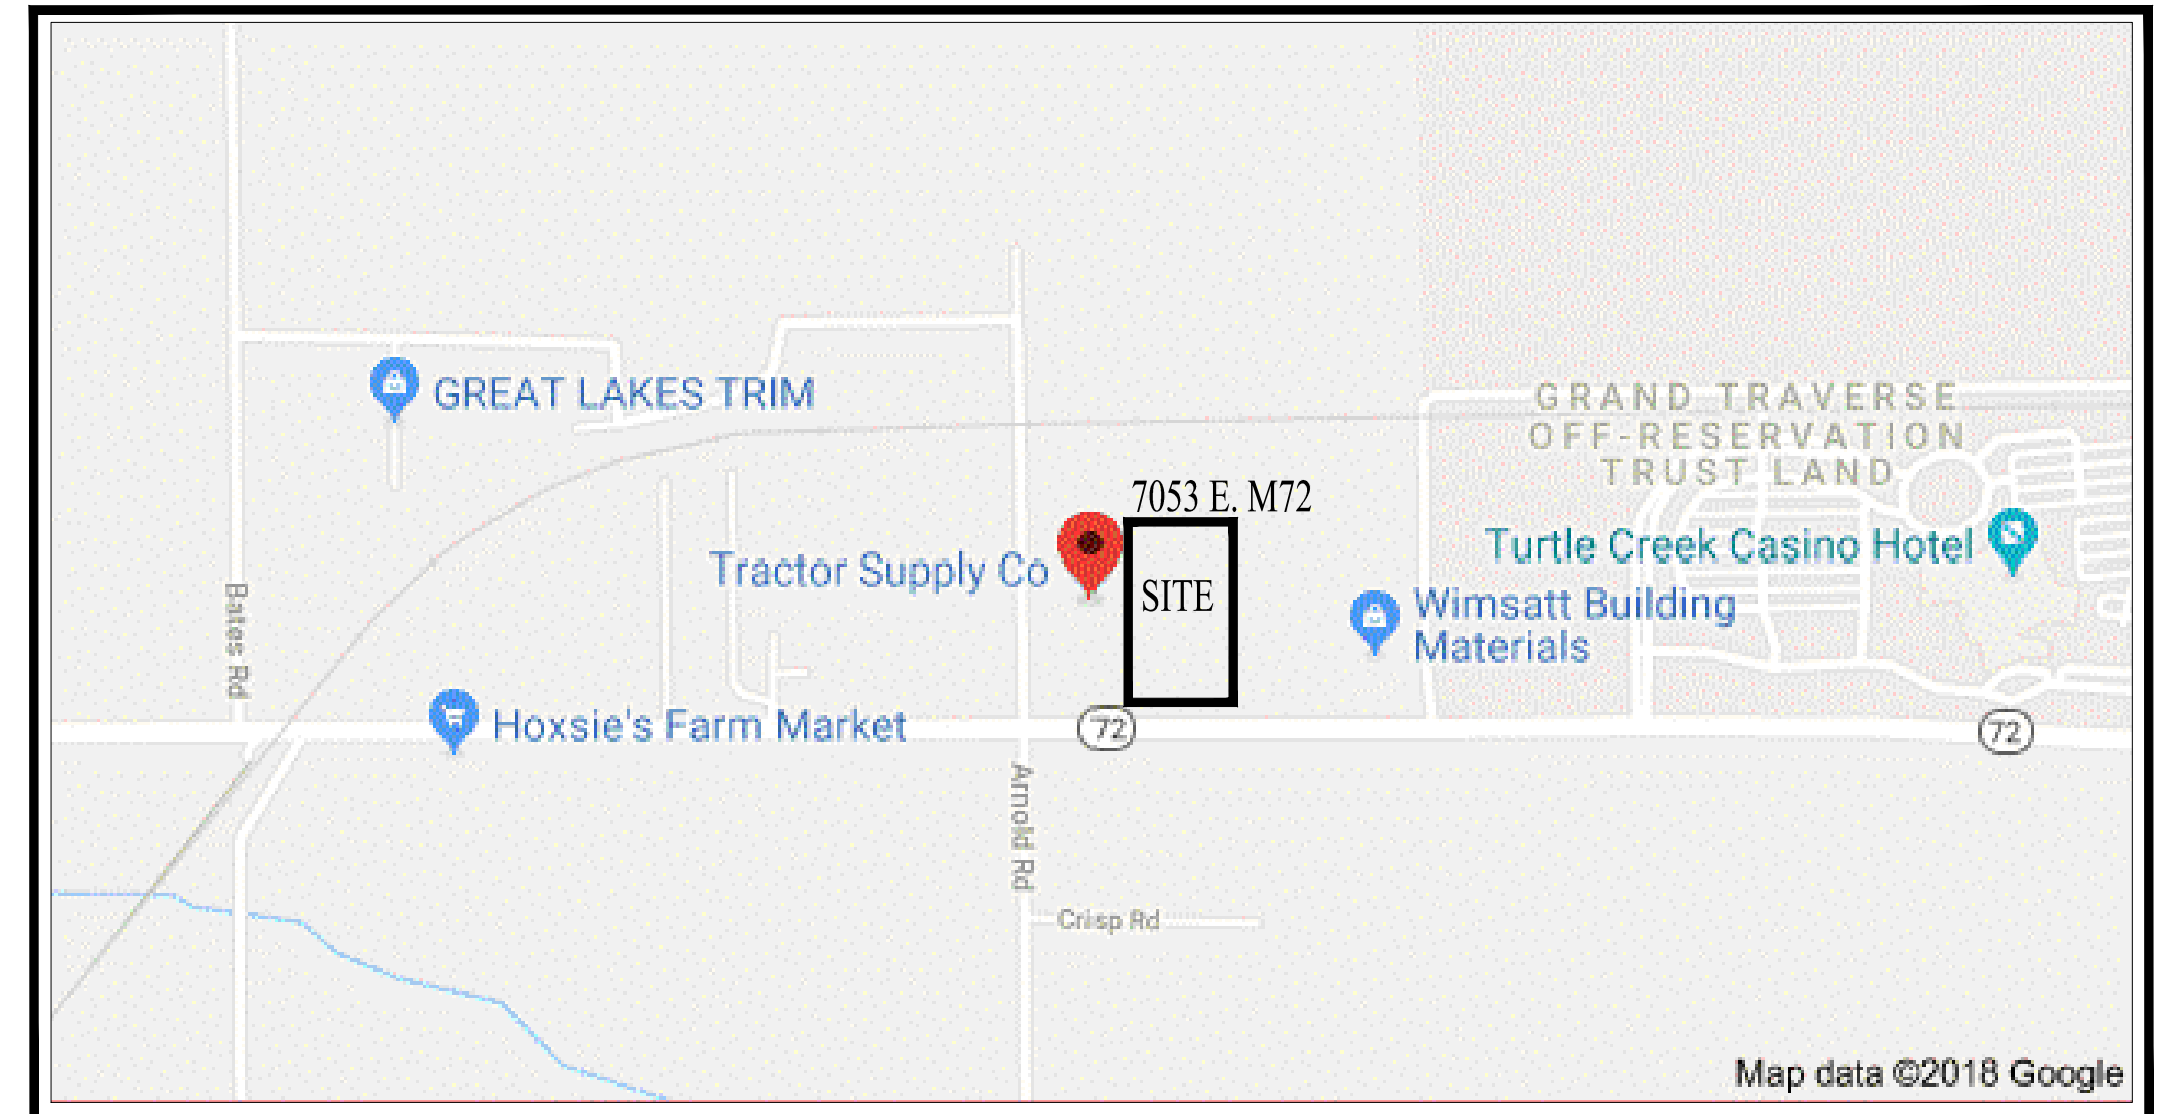 GREAT LAKES TRIM
GRAND TRAVERSE
OFF-RESERVATION
TRUST LAND
7053 E. M72
Tractor Supply Co
SITE
Turtle Creek Casino Hotel
Wimsatt Building
Materials
Bates Rd
Hoxsie's Farm Market
72
72
Arnold Rd
Crisp Rd
Map data ©2018 Google